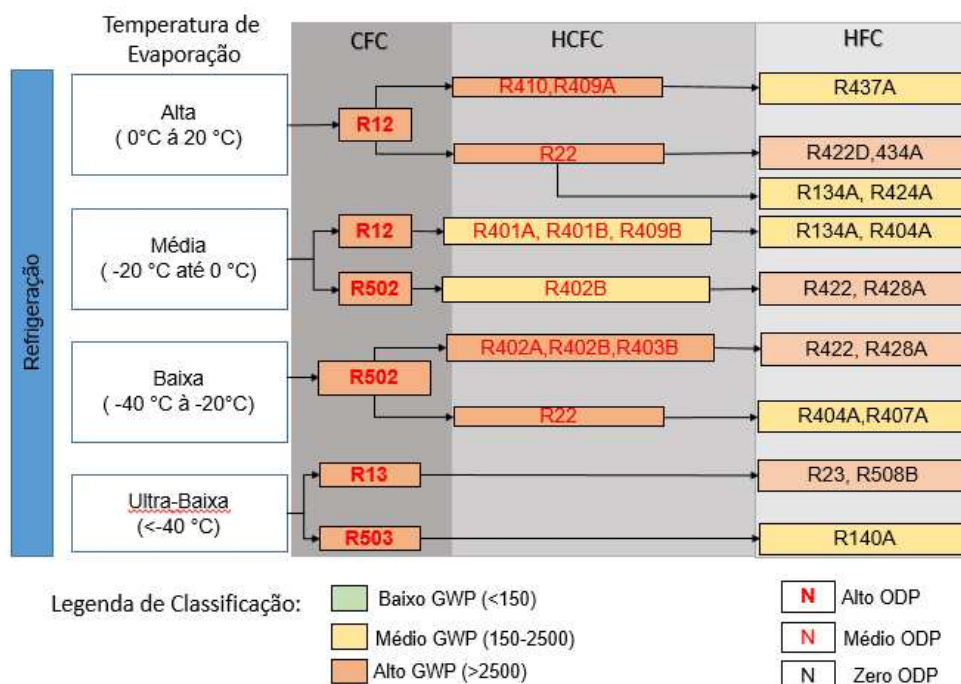 Temperatura de
Evaporação
CFC
HCFC
HFC
Refrigeração
Alta
( 0°C á 20 °C)
R12
R410,R409A
R437A
R22
R422D,434A
R134A, R424A
Média
( -20 °C até 0 °C)
R12
R401A, R401B, R409B
R134A, R404A
R502
R402B
R422, R428A
Baixa
( -40 °C à -20°C)
R502
R402A,R402B,R403B
R422, R428A
R22
R404A,R407A
Ultra-Baixa
(<-40 °C)
R13
R23, R508B
R503
R140A
Legenda de Classificação:
Baixo GWP (<150)
Médio GWP (150-2500)
Alto GWP (>2500)
N Alto ODP
N Médio ODP
N Zero ODP